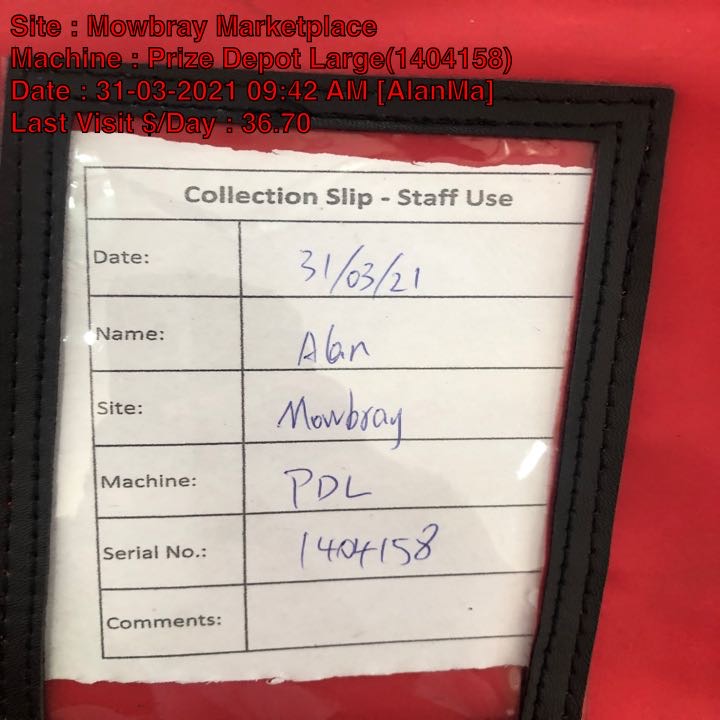 Site : Mowbray Marketplace
Machine : Prize Depot Large(1404158)
Date : 31-03-2021 09:42 AM [AlanMa]
Last Visit $/Day : 36.70
Collection Slip - Staff Use
Date: 31/03/21
Name: Alan
Site: Mowbray
Machine: PDL
Serial No.: 1404158
Comments: